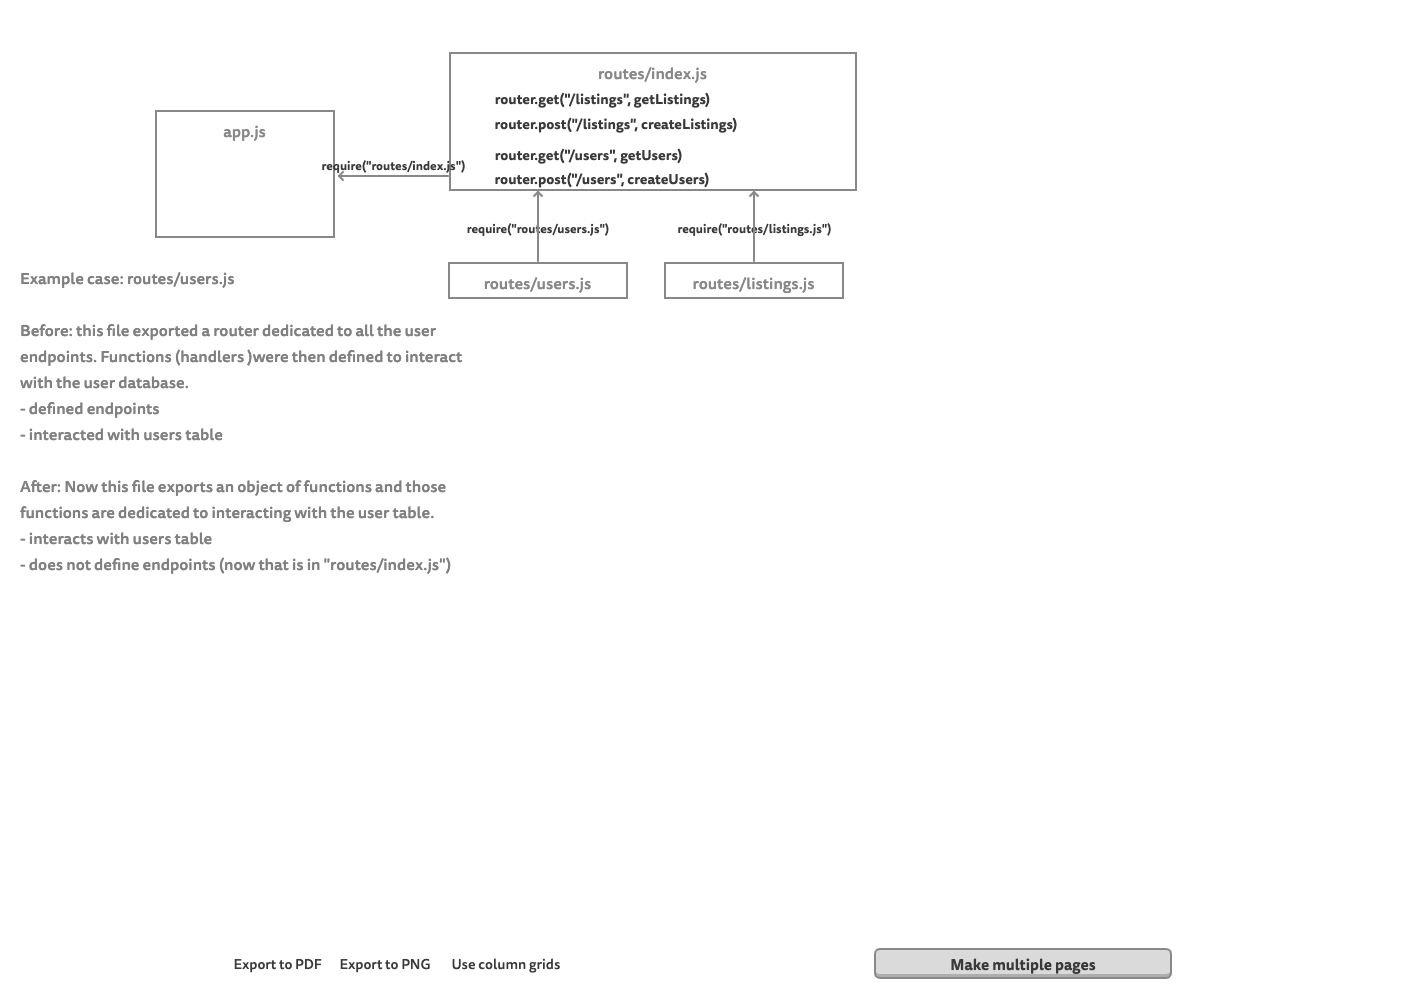 routes/index.js
router.get("/listings", getListings)
router.post("/listings", createListings)
router.get("/users", getUsers)
router.post("/users", createUsers)
app.js
require("routes/index.js")
require("routes/users.js")
require("routes/listings.js")
routes/users.js
routes/listings.js
Example case: routes/users.js
Before: this file exported a router dedicated to all the user
endpoints. Functions (handlers )were then defined to interact
with the user database.
- defined endpoints
- interacted with users table
After: Now this file exports an object of functions and those
functions are dedicated to interacting with the user table.
- interacts with users table
- does not define endpoints (now that is in "routes/index.js")
Export to PDF
Export to PNG
Use column grids
Make multiple pages